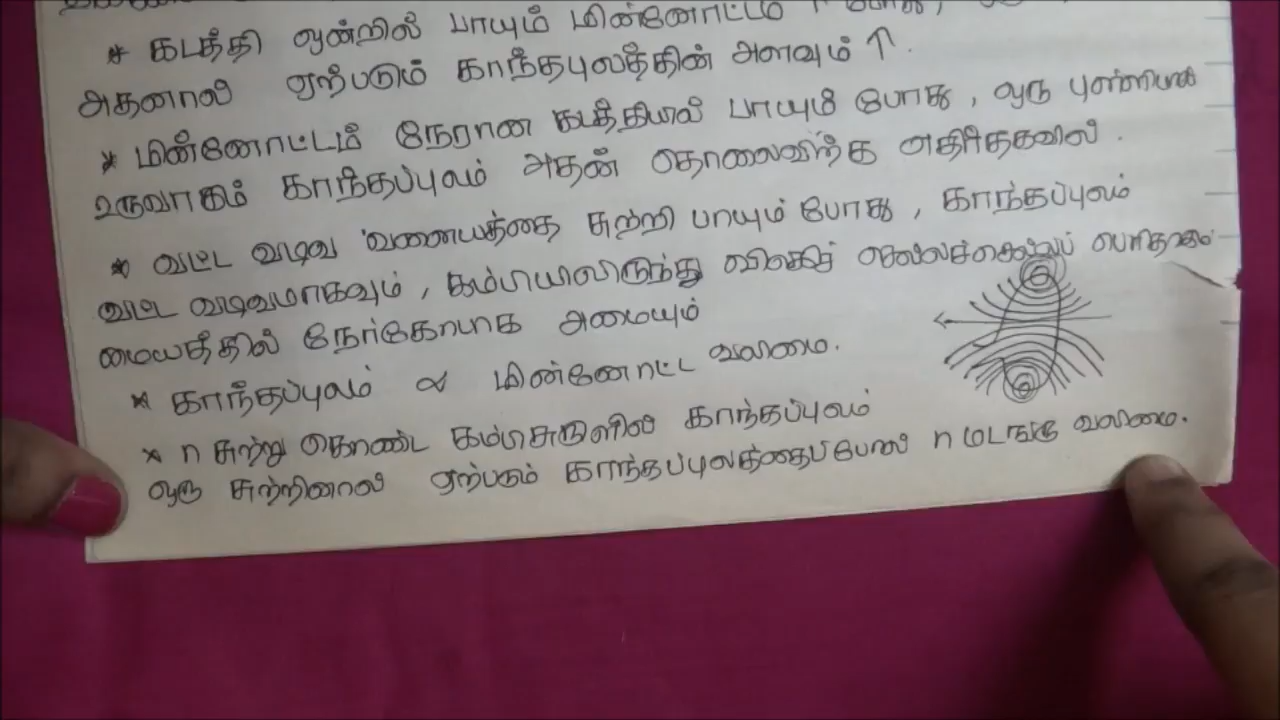 * கடத்தி ஒன்றில் பாயும் மின்னோட்டம் ↑ போது,
அதனால் ஏற்படும் காந்தபுலத்தின் அளவும் ↑.
* மின்னோட்டம் நேரான கடத்தியில் பாயும் போது, ஒரு புள்ளியில்
உருவாகும் காந்தப்புலம் அதன் தொலைவிற்கு எதிர்தகவில்.
* வட்ட வடிவ வளையத்தை சுற்றி பாயும் போது, காந்தப்புலம்
வட்ட வடிவமாகவும், கம்பியிலிருந்து விலகிச் செல்லச்செல்லப் பெரிதாகும்
மையத்தில் நேர்கோடாக அமையும்
* காந்தப்புலம் α மின்னோட்ட வலிமை.
* n சுற்று கொண்ட கம்பிசுருளில் காந்தப்புலம்
ஒரு சுற்றினால் ஏற்படும் காந்தப்புலத்தைப்போல் n மடங்கு வலிமை.